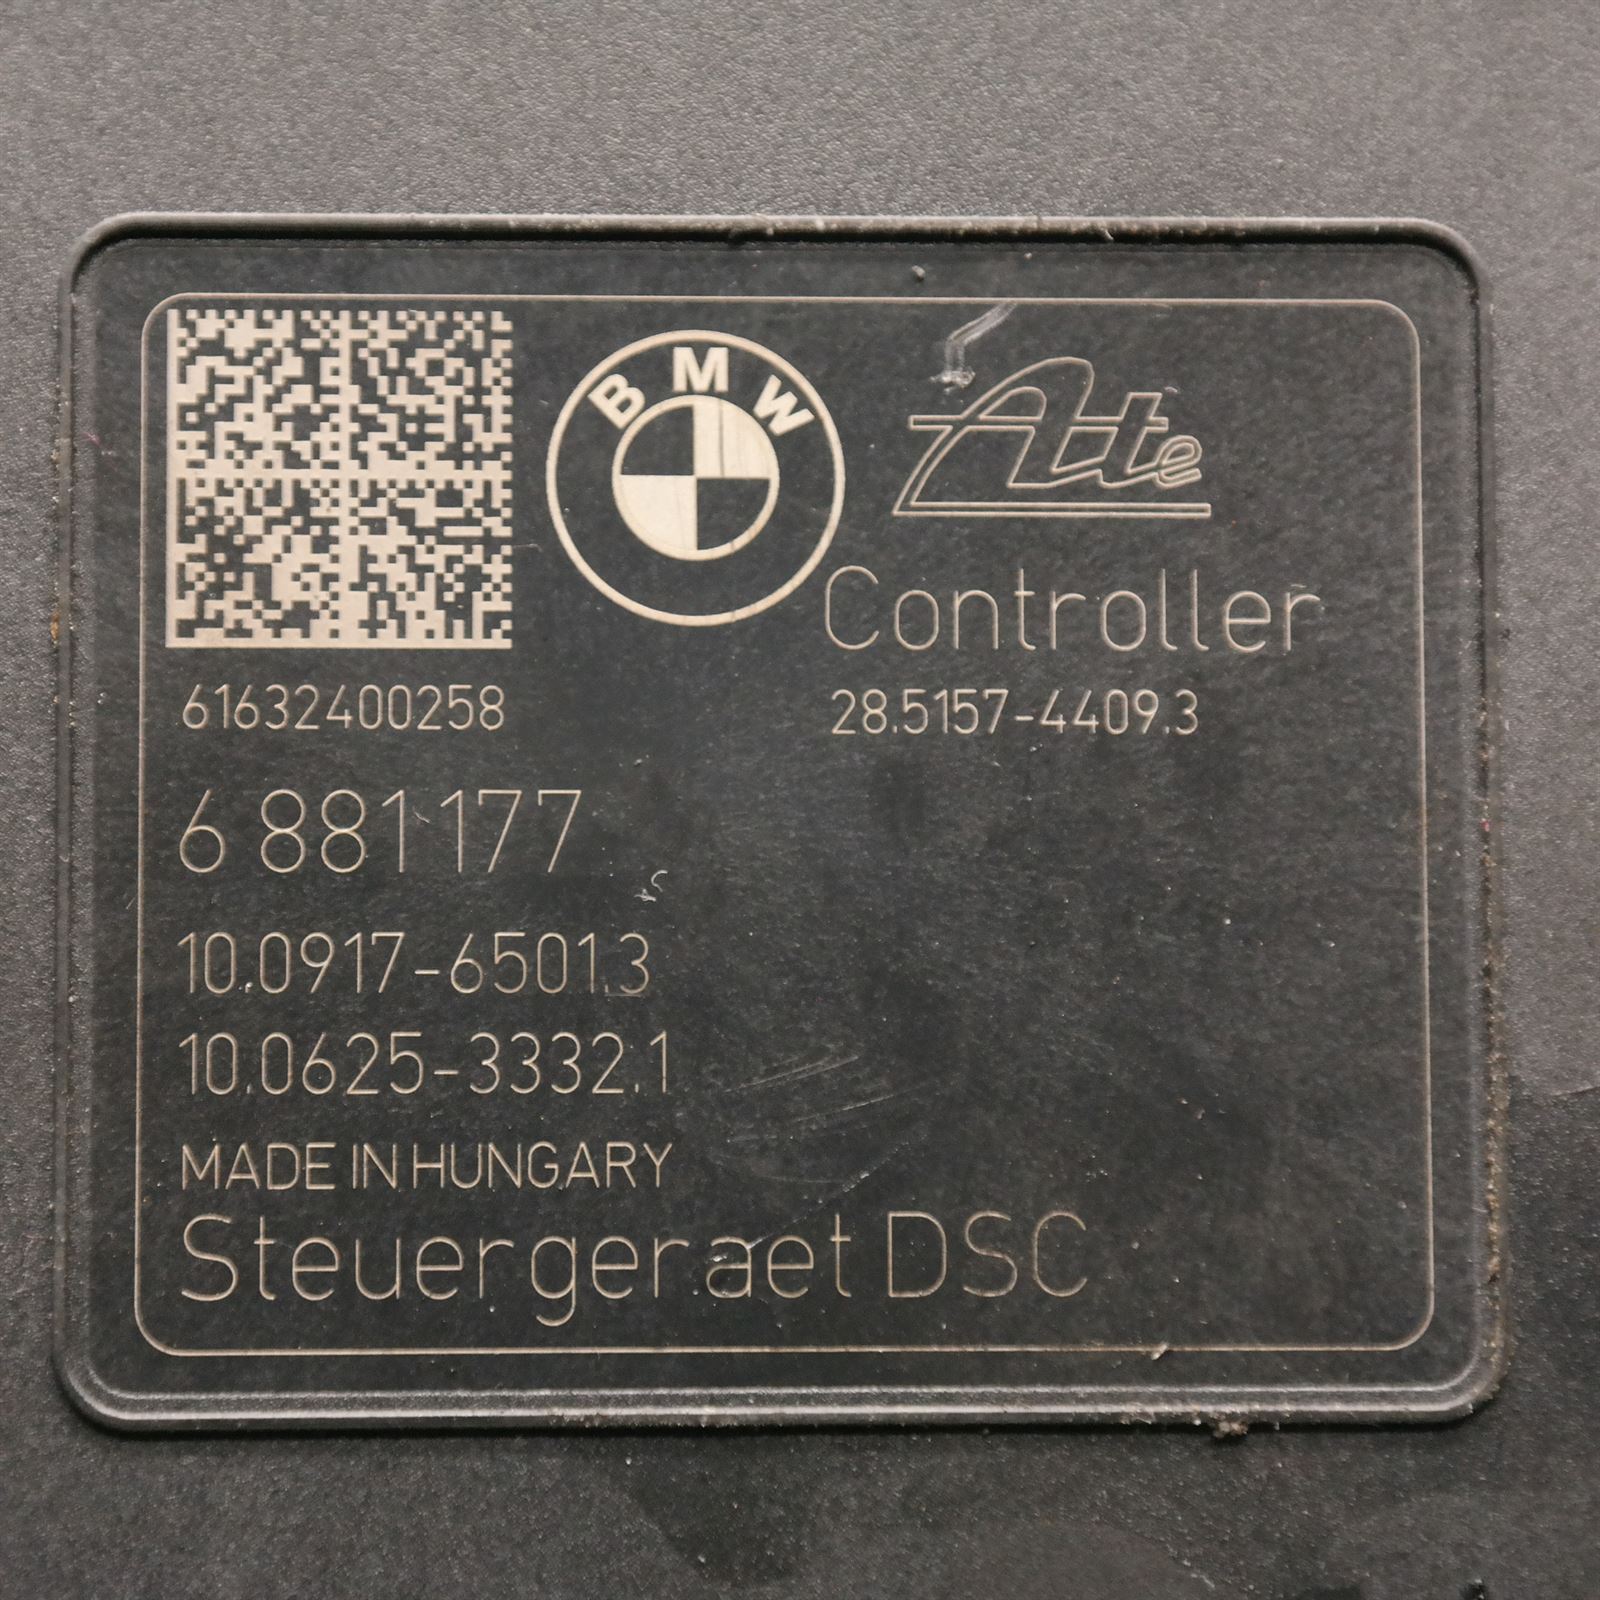 BMW
Ate
Controller
61632400258
28.5157-4409.3
6 881 177
10.0917-6501.3
10.0625-3332.1
MADE IN HUNGARY
Steuergeraet DSC